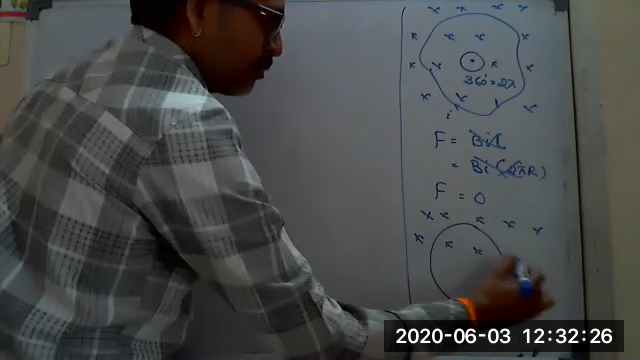 x x x x
x x x x
x x x
360° = 2π
x x x x
i
F = BiL
= Bi(2πR)
F = 0
x x x x x
x x x
2020-06-03 12:32:26